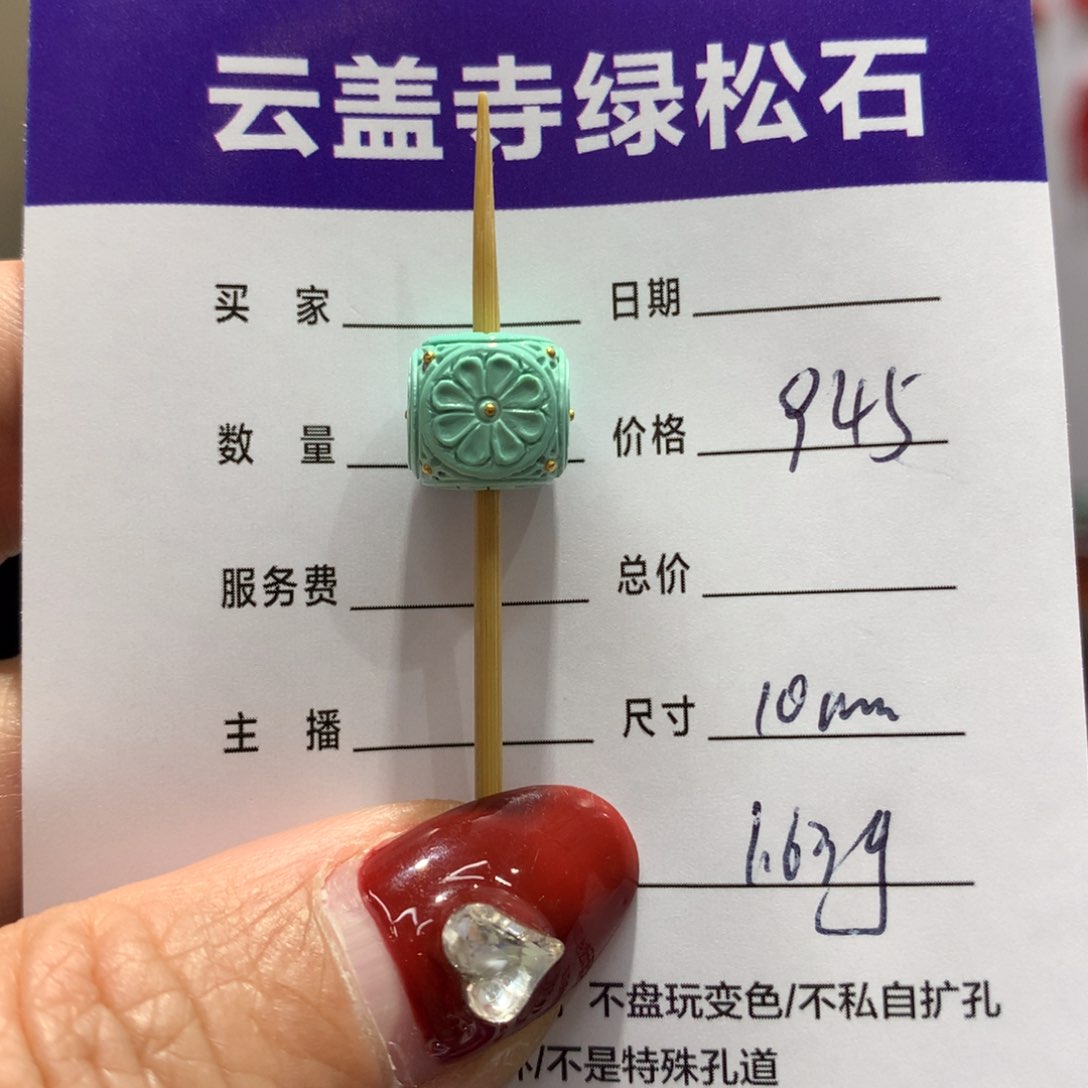 云盖寺绿松石
买 家 日期
数 量 价格 945
服务费 总价
主 播 尺寸 10mm
1.63g
不盘玩变色/不私自扩孔
/不是特殊孔道